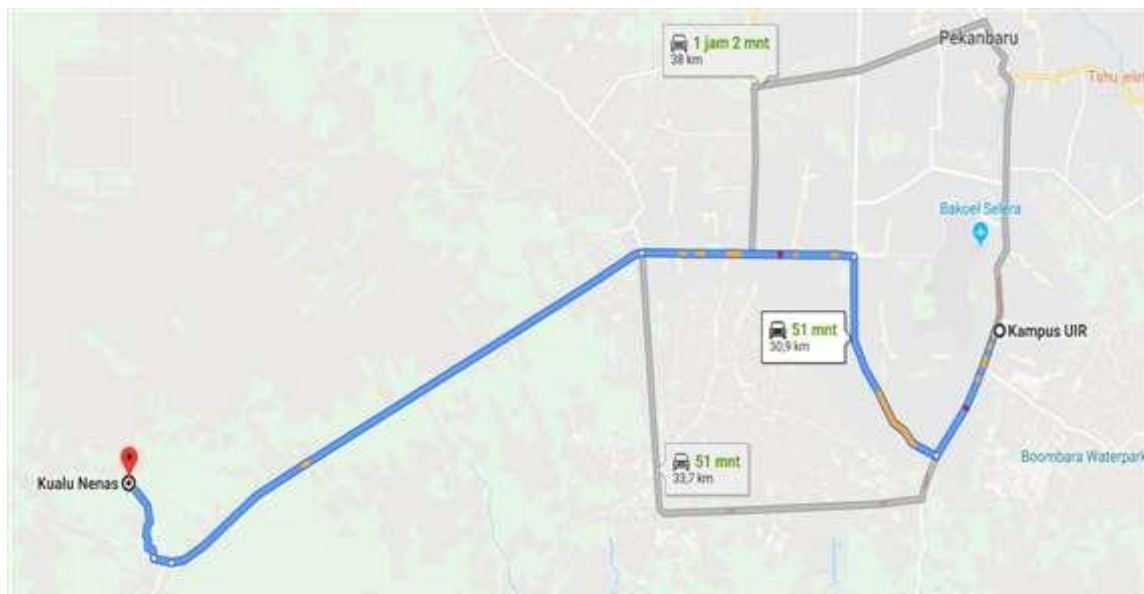 1 jam 2 mnt
38 km
Pekanbaru
Bakoel Selera
51 mnt
30,9 km
Kampus UIR
51 mnt
33,7 km
Kualu Nenas
Boombara Waterpark